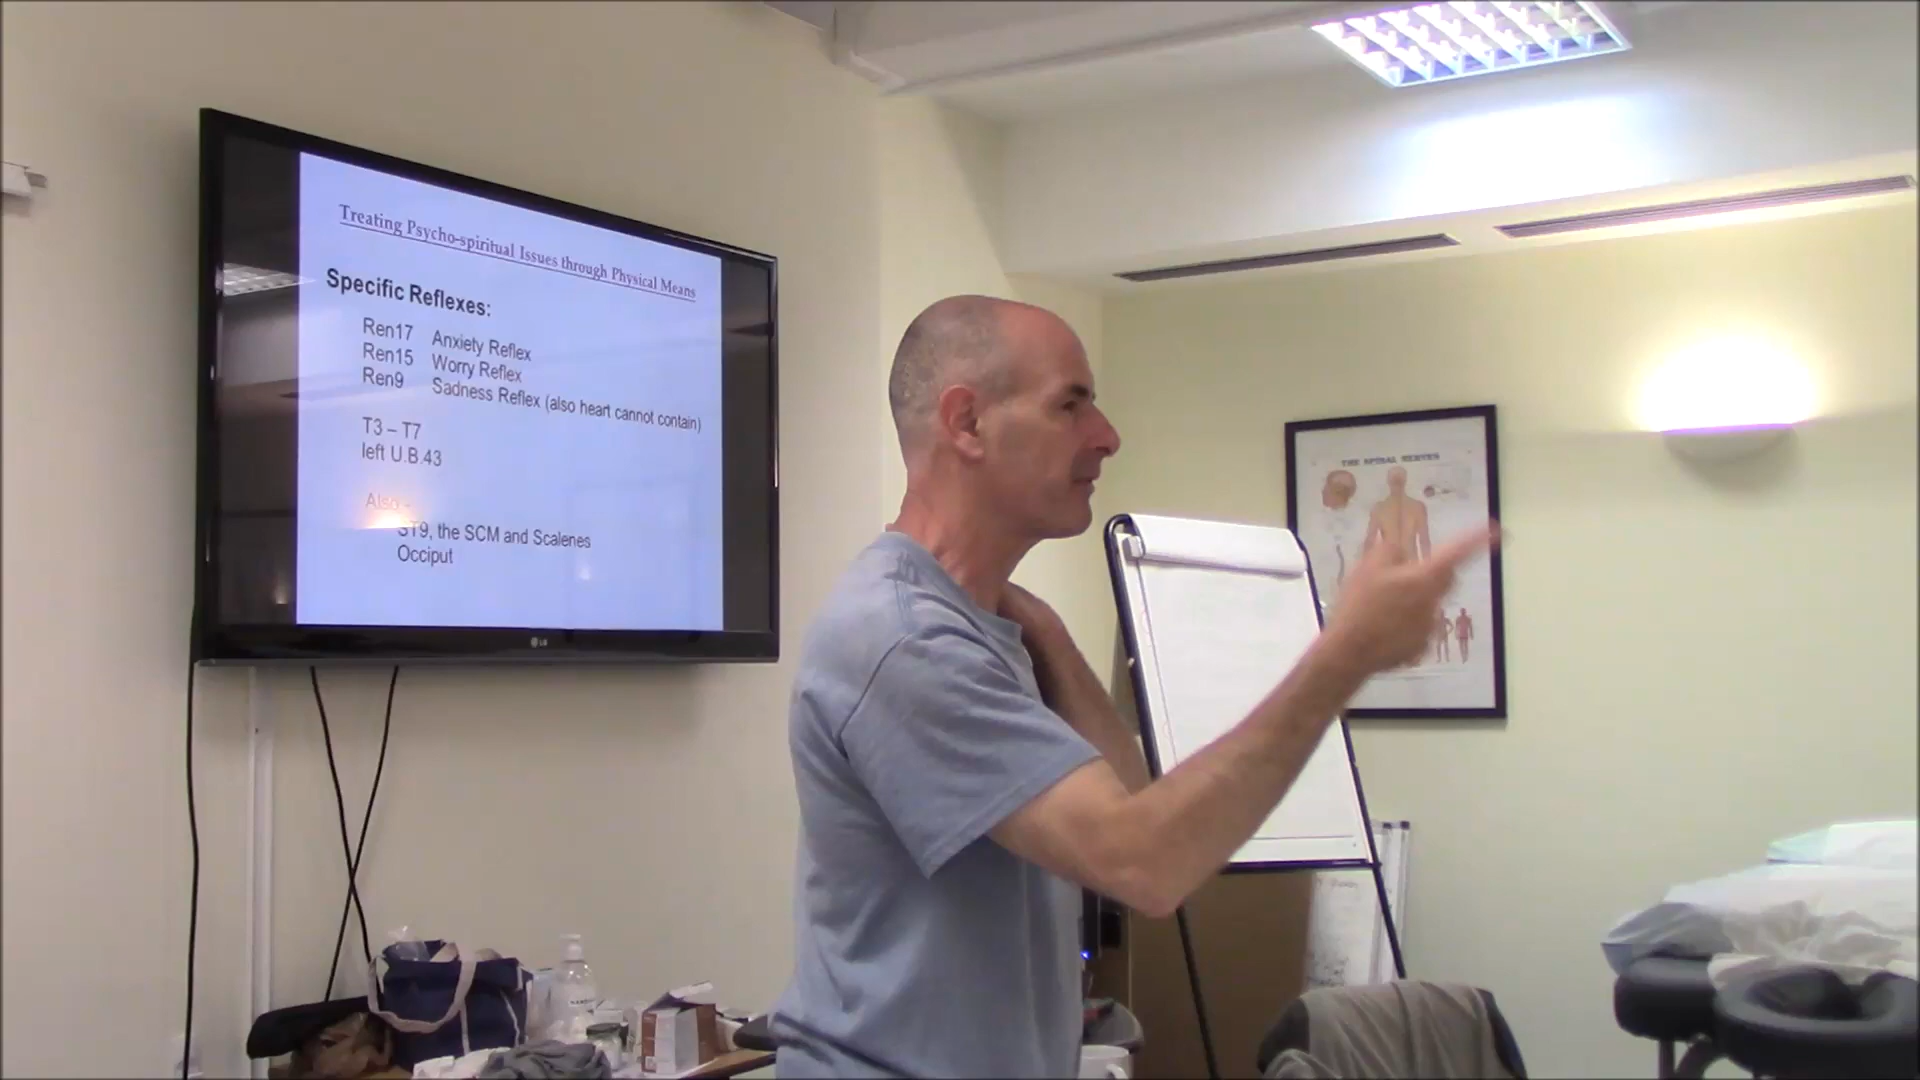 Treating Psycho-spiritual Issues through Physical Means
Specific Reflexes:
Ren17 Anxiety Reflex
Ren15 Worry Reflex
Ren9 Sadness Reflex (also heart cannot contain)
T3 – T7
left U.B.43
Also -
ST9, the SCM and Scalenes
Occiput
LG
THE SPINAL NERVES